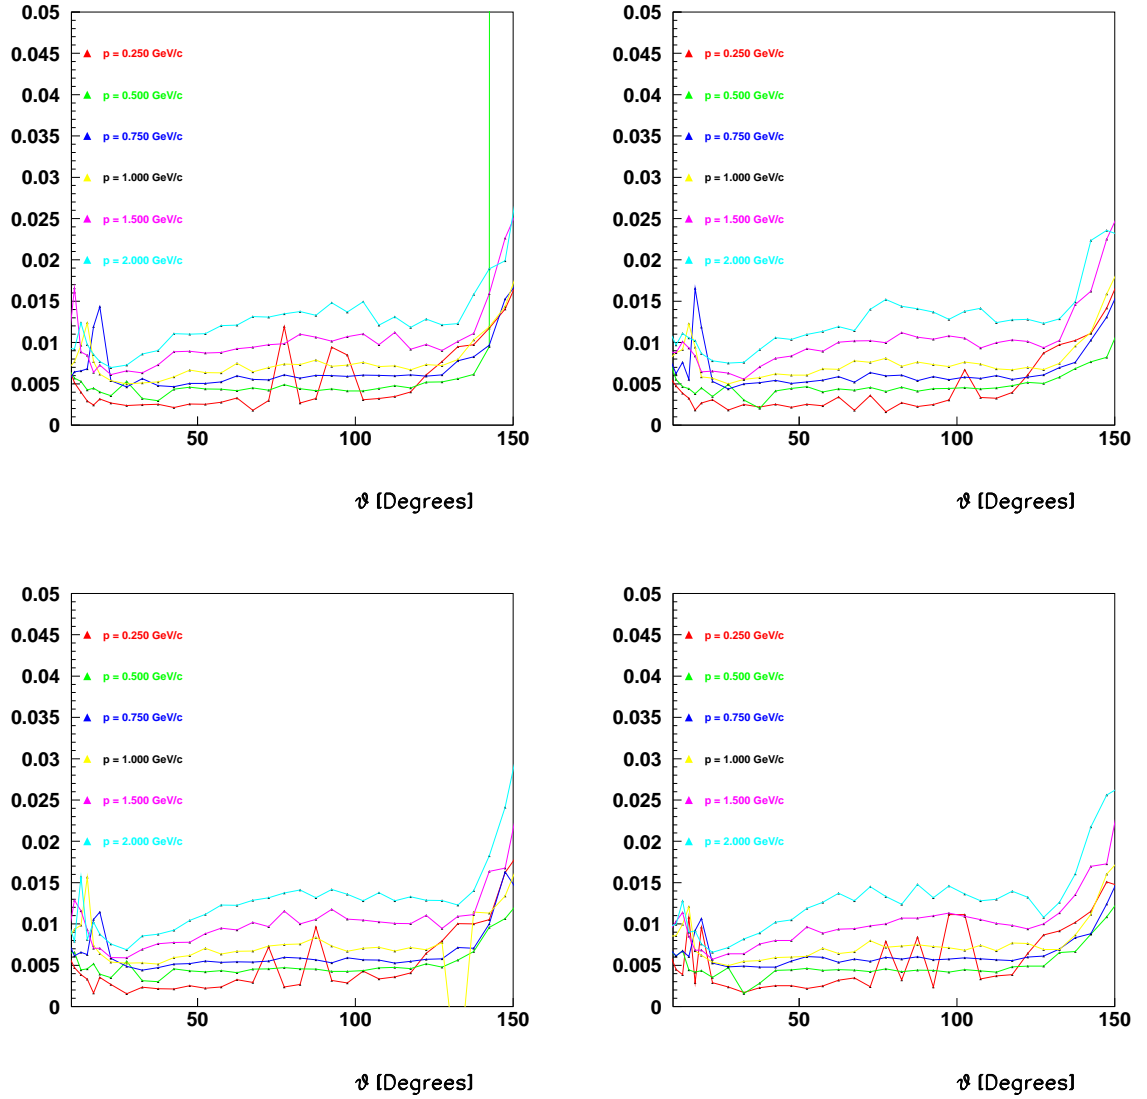 0.05
0.045
p = 0.250 GeV/c
0.04
p = 0.500 GeV/c
0.035
p = 0.750 GeV/c
0.03
p = 1.000 GeV/c
0.025
p = 1.500 GeV/c
0.02
p = 2.000 GeV/c
0.015
0.01
0.005
0
50 100 150
ϑ [Degrees]
0.05
0.045
p = 0.250 GeV/c
0.04
p = 0.500 GeV/c
0.035
p = 0.750 GeV/c
0.03
p = 1.000 GeV/c
0.025
p = 1.500 GeV/c
0.02
p = 2.000 GeV/c
0.015
0.01
0.005
0
50 100 150
ϑ [Degrees]
0.05
0.045
p = 0.250 GeV/c
0.04
p = 0.500 GeV/c
0.035
p = 0.750 GeV/c
0.03
p = 1.000 GeV/c
0.025
p = 1.500 GeV/c
0.02
p = 2.000 GeV/c
0.015
0.01
0.005
0
50 100 150
ϑ [Degrees]
0.05
0.045
p = 0.250 GeV/c
0.04
p = 0.500 GeV/c
0.035
p = 0.750 GeV/c
0.03
p = 1.000 GeV/c
0.025
p = 1.500 GeV/c
0.02
p = 2.000 GeV/c
0.015
0.01
0.005
0
50 100 150
ϑ [Degrees]